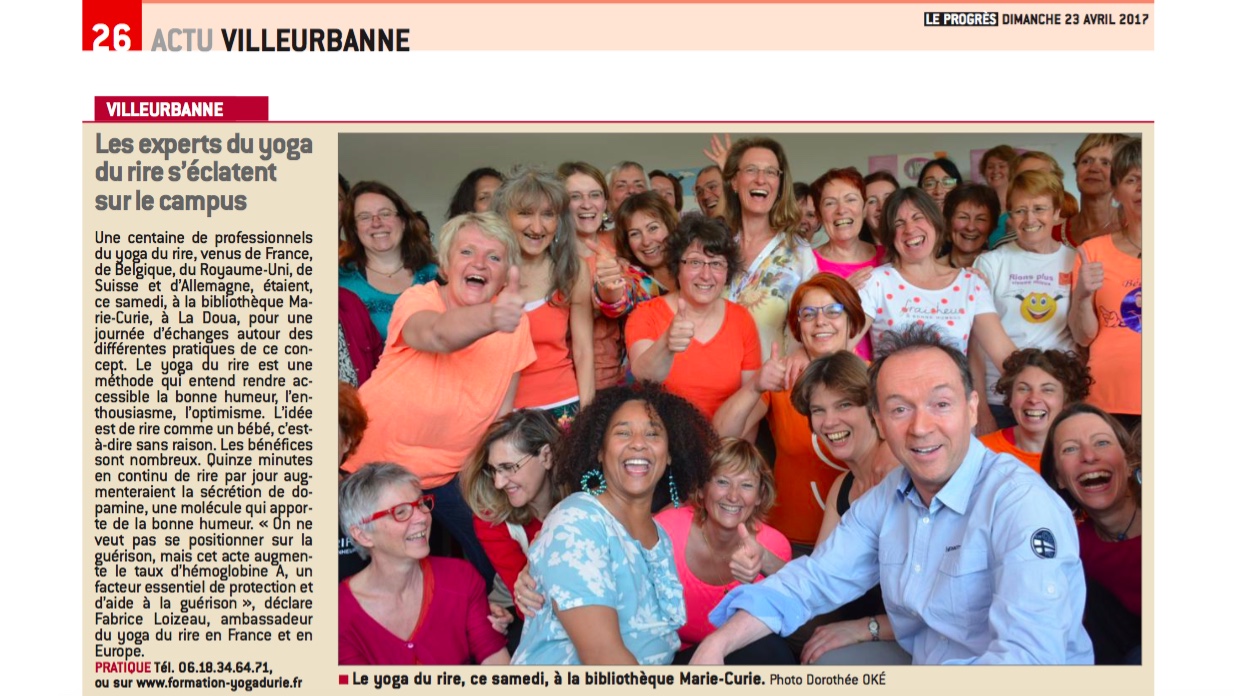 26 ACTU VILLEURBANNE
LE PROGRÈS DIMANCHE 23 AVRIL 2017
VILLEURBANNE
Les experts du yoga
du rire s'éclatent
sur le campus
Une centaine de professionnels
du yoga du rire, venus de France,
de Belgique, du Royaume-Uni, de
Suisse et d'Allemagne, étaient,
ce samedi, à la bibliothèque Ma-
rie-Curie, à La Doua, pour une
journée d'échanges autour des
différentes pratiques de ce con-
cept. Le yoga du rire est une
méthode qui entend rendre ac-
cessible la bonne humeur, l'en-
thousiasme, l'optimisme. L'idée
est de rire comme un bébé, c'est-
à-dire sans raison. Les bénéfices
sont nombreux. Quinze minutes
en continu de rire par jour aug-
menteraient la sécrétion de do-
pamine, une molécule qui appor-
te de la bonne humeur. « On ne
veut pas se positionner sur la
guérison, mais cet acte augmen-
te le taux d'hémoglobine A, un
facteur essentiel de protection et
d'aide à la guérison », déclare
Fabrice Loizeau, ambassadeur
du yoga du rire en France et en
Europe.
PRATIQUE Tél. 06.18.34.64.71,
ou sur www.formation-yogadurie.fr
Rions plus
fraîcheur
Le yoga du rire, ce samedi, à la bibliothèque Marie-Curie. Photo Dorothée OKÉ